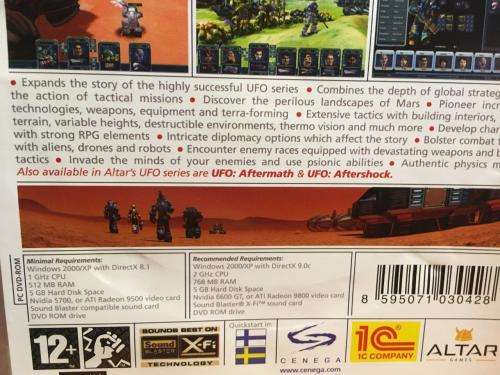 • Expands the story of the highly successful UFO series • Combines the depth of global strateg
the action of tactical missions • Discover the perilous landscapes of Mars • Pioneer inc
technologies, weapons, equipment and terra-forming • Extensive tactics with building interiors,
terrain, variable heights, destructible environments, thermo vision and much more • Develop char
with strong RPG elements • Intricate diplomacy options which affect the story • Bolster combat
with aliens, drones and robots • Encounter enemy races equipped with devastating weapons and b
tactics • Invade the minds of your enemies and use psionic abilities • Authentic physics m
Also available in Altar's UFO series are UFO: Aftermath & UFO: Aftershock.
PC DVD-ROM
Minimal Requirements:
Windows 2000/XP with DirectX 8.1
1 GHz CPU
512 MB RAM
5 GB Hard Disk Space
Nvidia 5700, or ATI Radeon 9500 video card
Sound Blaster compatible sound card
DVD ROM drive
Recommended Requirements:
Windows 2000/XP with DirectX 9.0c
2 GHz CPU
768 MB RAM
5 GB Hard Disk Space
Nvidia 6600 GT, or ATI Radeon 9800 video card
Sound Blaster® X-Fi™ sound card
DVD ROM drive
8 595071 030428
12+
SOUNDS BEST ON
SOUND BLASTER X-Fi
TECHNOLOGY
Quickstart in:
CENEGA
www.cenega.com
1C
1C COMPANY
ALTAR